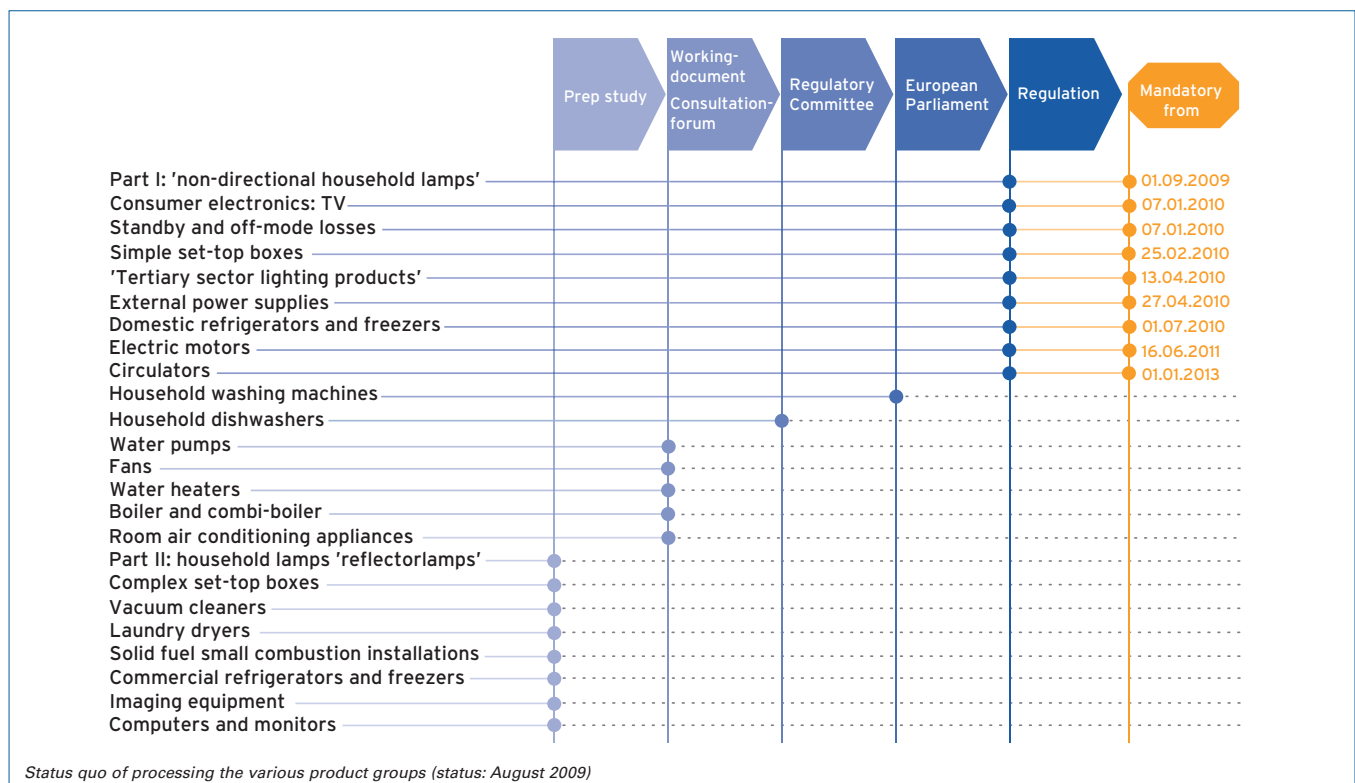 Prep study
Working-
document
Consultation-
forum
Regulatory
Committee
European
Parliament
Regulation
Mandatory
from
Part I: ’non-directional household lamps’ 01.09.2009
Consumer electronics: TV 07.01.2010
Standby and off-mode losses 07.01.2010
Simple set-top boxes 25.02.2010
’Tertiary sector lighting products’ 13.04.2010
External power supplies 27.04.2010
Domestic refrigerators and freezers 01.07.2010
Electric motors 16.06.2011
Circulators 01.01.2013
Household washing machines
Household dishwashers
Water pumps
Fans
Water heaters
Boiler and combi-boiler
Room air conditioning appliances
Part II: household lamps ’reflectorlamps’
Complex set-top boxes
Vacuum cleaners
Laundry dryers
Solid fuel small combustion installations
Commercial refrigerators and freezers
Imaging equipment
Computers and monitors
Status quo of processing the various product groups (status: August 2009)